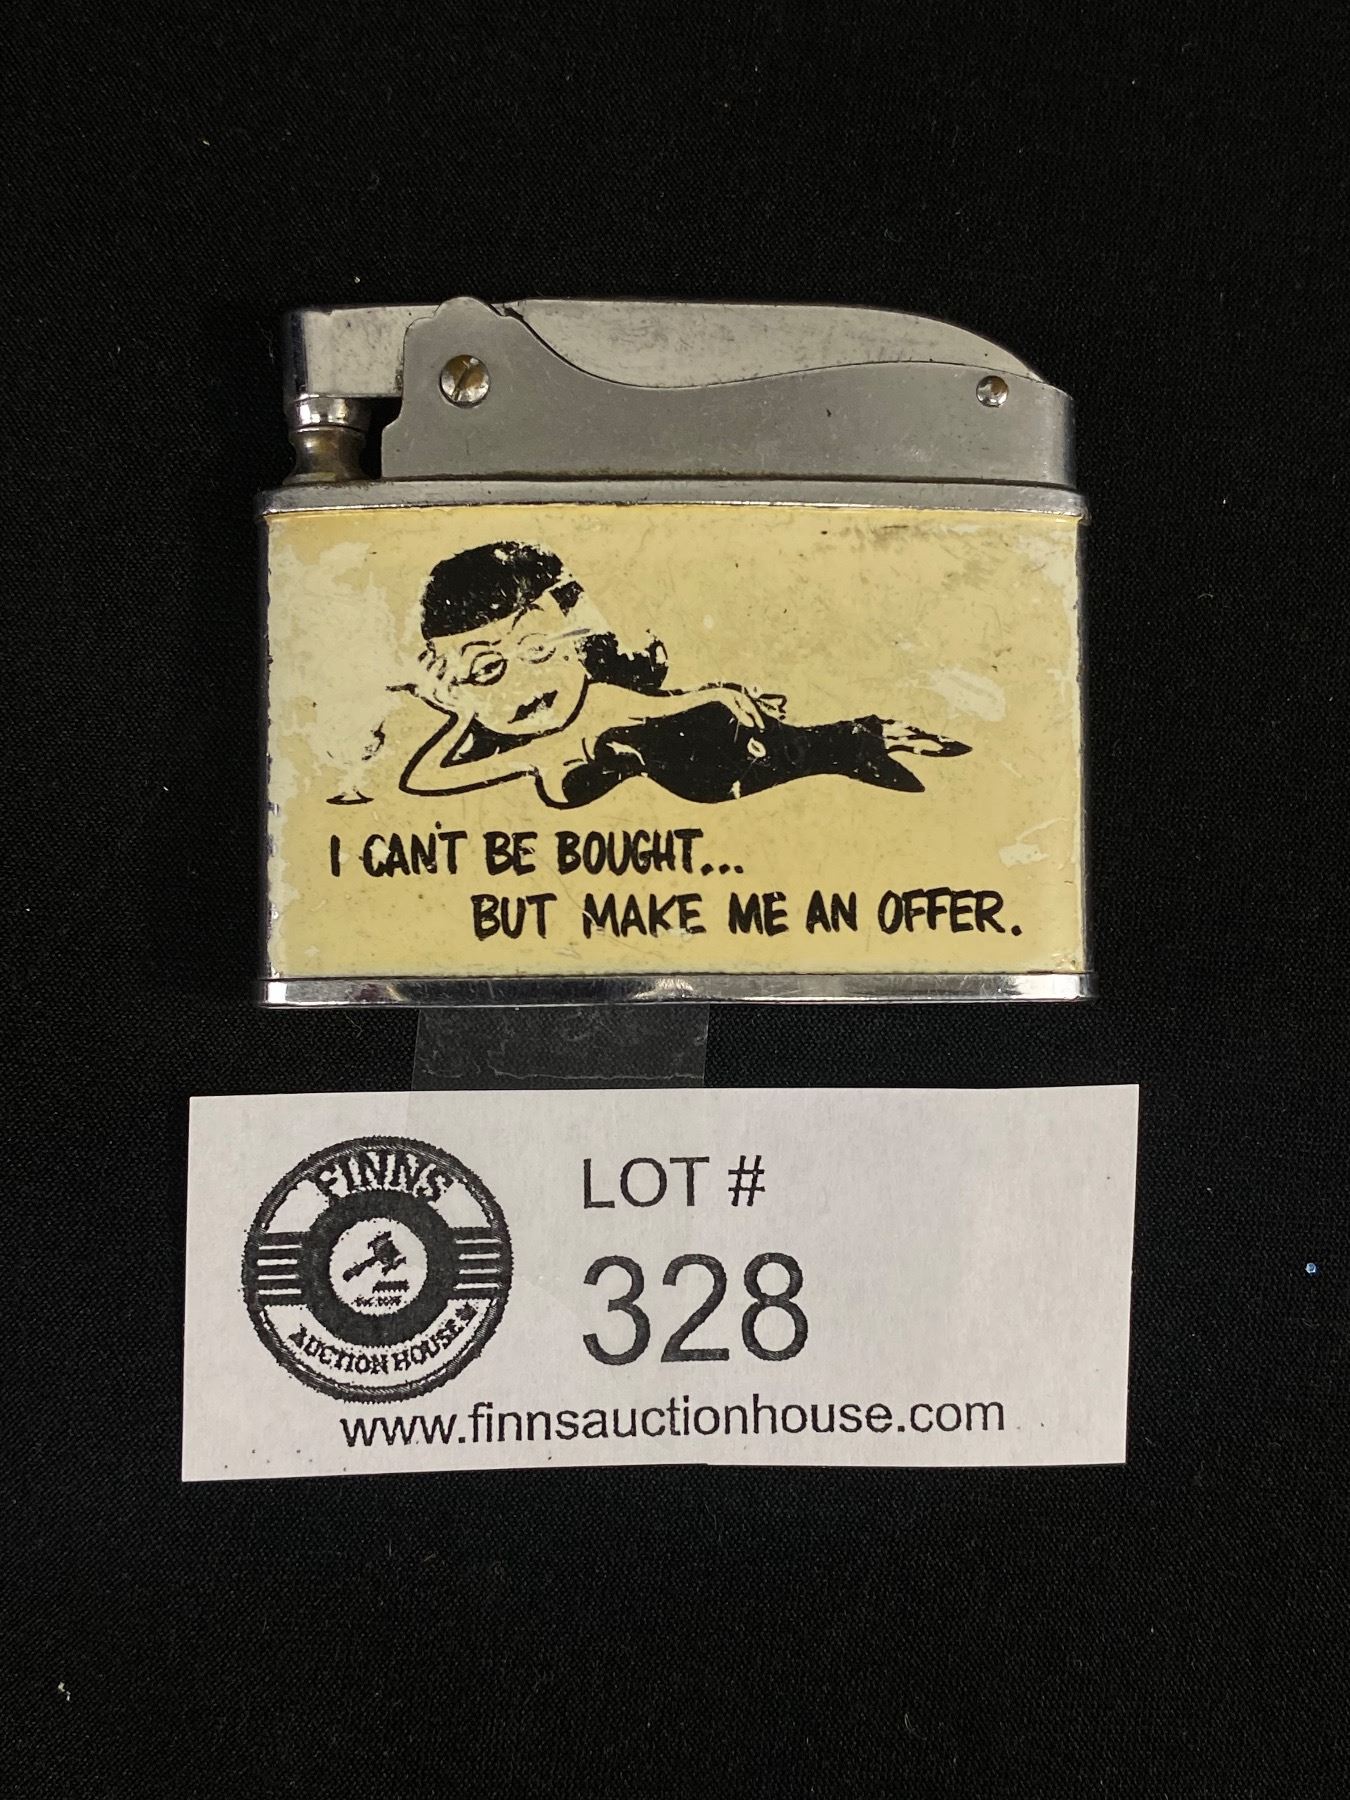 I CAN'T BE BOUGHT...
BUT MAKE ME AN OFFER.
FINNS
AUCTION HOUSE
LOT #
328
www.finnsauctionhouse.com